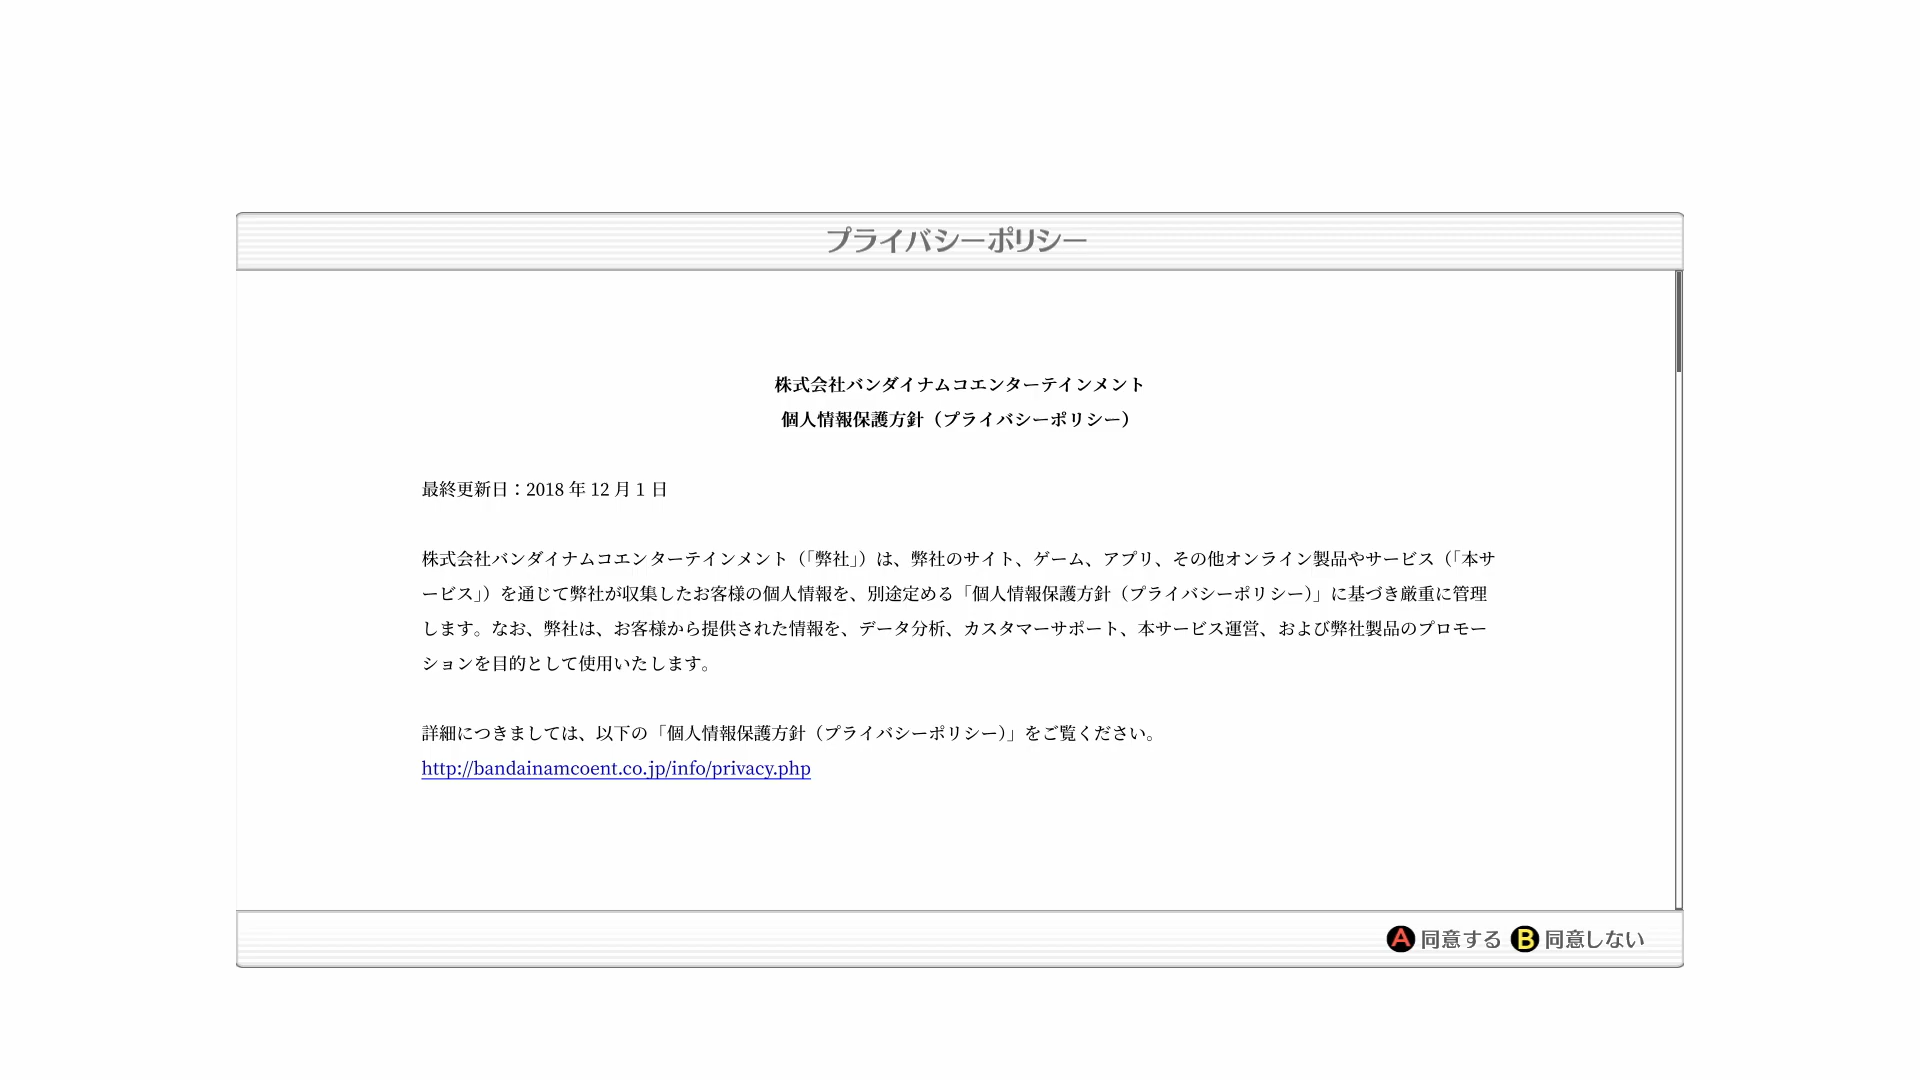 プライバシーポリシー
株式会社バンダイナムコエンターテインメント
個人情報保護方針（プライバシーポリシー）
最終更新日：2018 年 12 月 1 日
株式会社バンダイナムコエンターテインメント（「弊社」）は、弊社のサイト、ゲーム、アプリ、その他オンライン製品やサービス（「本サ
ービス」）を通じて弊社が収集したお客様の個人情報を、別途定める「個人情報保護方針（プライバシーポリシー）」に基づき厳重に管理
します。なお、弊社は、お客様から提供された情報を、データ分析、カスタマーサポート、本サービス運営、および弊社製品のプロモー
ションを目的として使用いたします。
詳細につきましては、以下の「個人情報保護方針（プライバシーポリシー）」をご覧ください。
http://bandainamcoent.co.jp/info/privacy.php
A 同意する B 同意しない